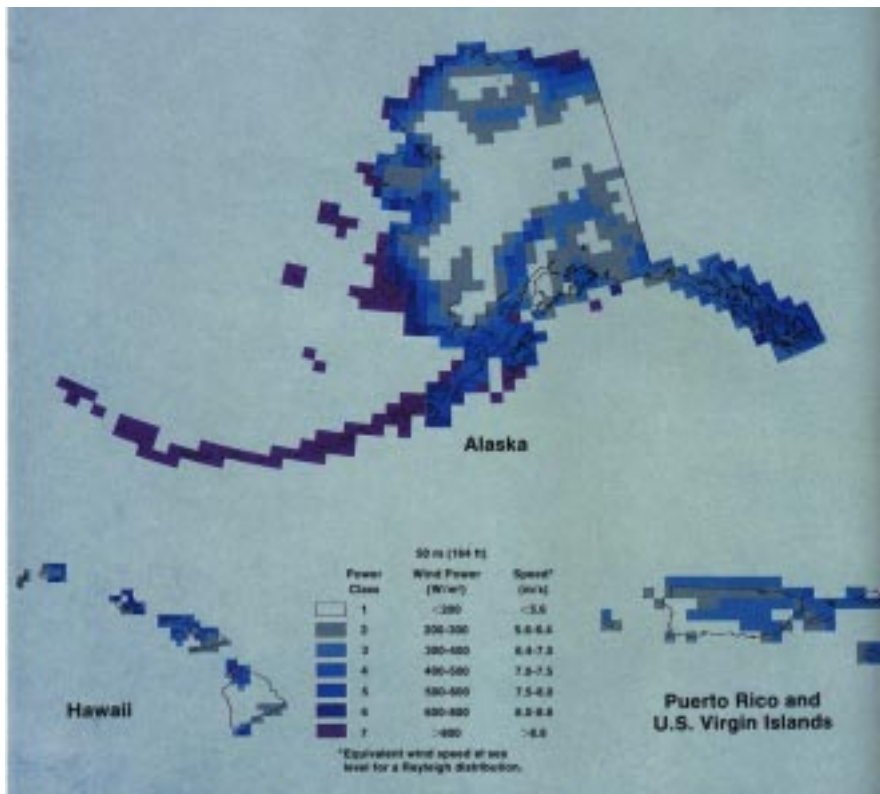 Alaska
50 m (164 ft)
Power Wind Power Speed*
Class (W/m²) (m/s)
1 <200 <5.6
2 200-300 5.6-6.4
3 300-400 6.4-7.0
4 400-500 7.0-7.5
5 500-600 7.5-8.0
6 600-800 8.0-8.8
7 >800
*Equivalent wind speed at sea
level for a Rayleigh distribution.
Hawaii
Puerto Rico and
U.S. Virgin Islands